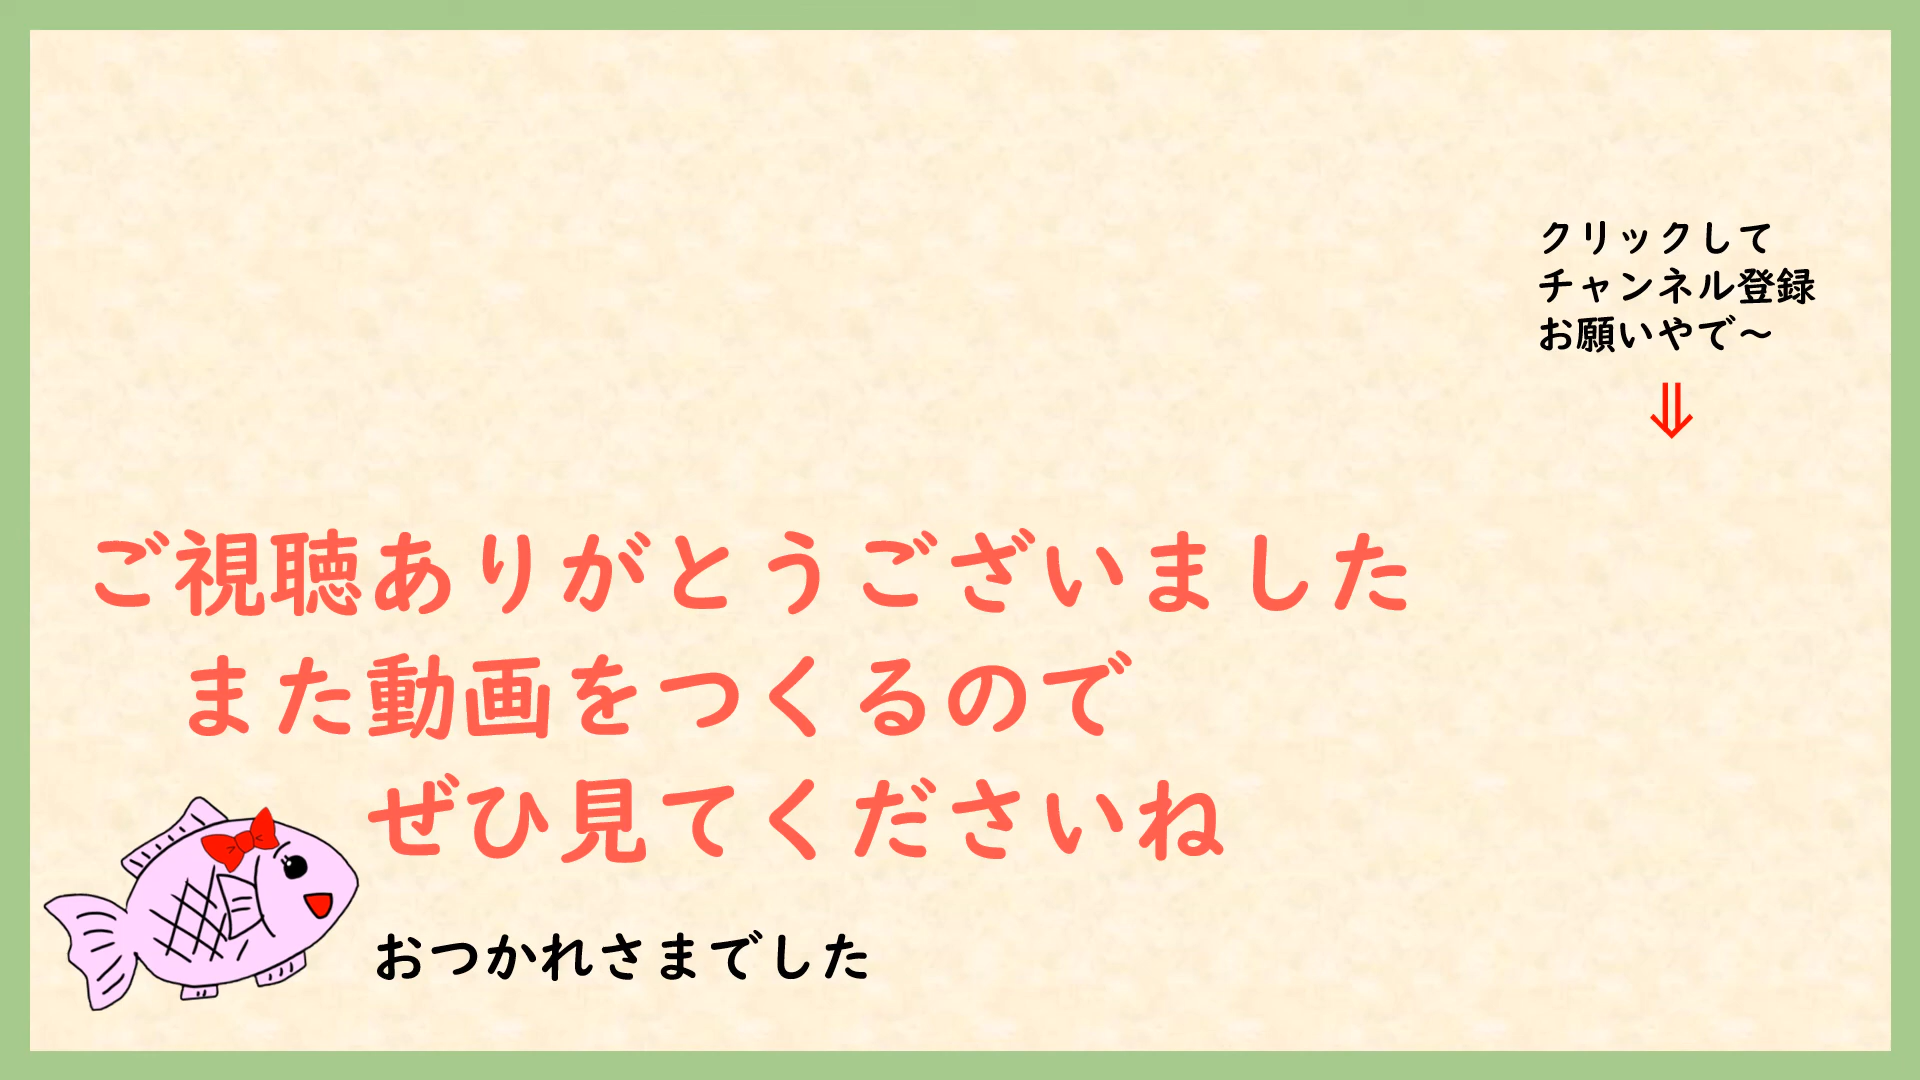 クリックして
チャンネル登録
お願いやで～
⇓
ご視聴ありがとうございました
また動画をつくるので
ぜひ見てくださいね
おつかれさまでした